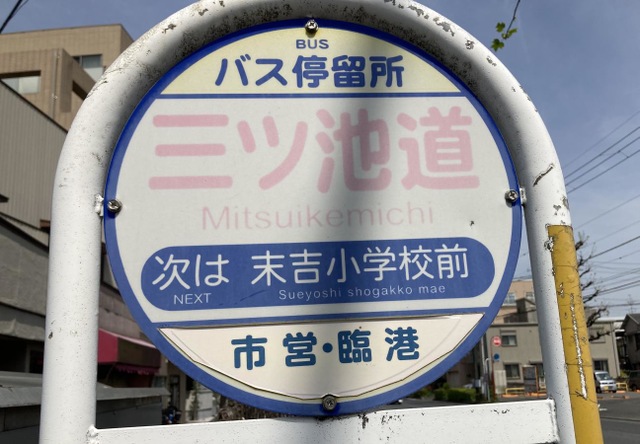 BUS
バス停留所
三ツ池道
Mitsuikemichi
次は 末吉小学校前
NEXT Sueyoshi shogakko mae
市営・臨港